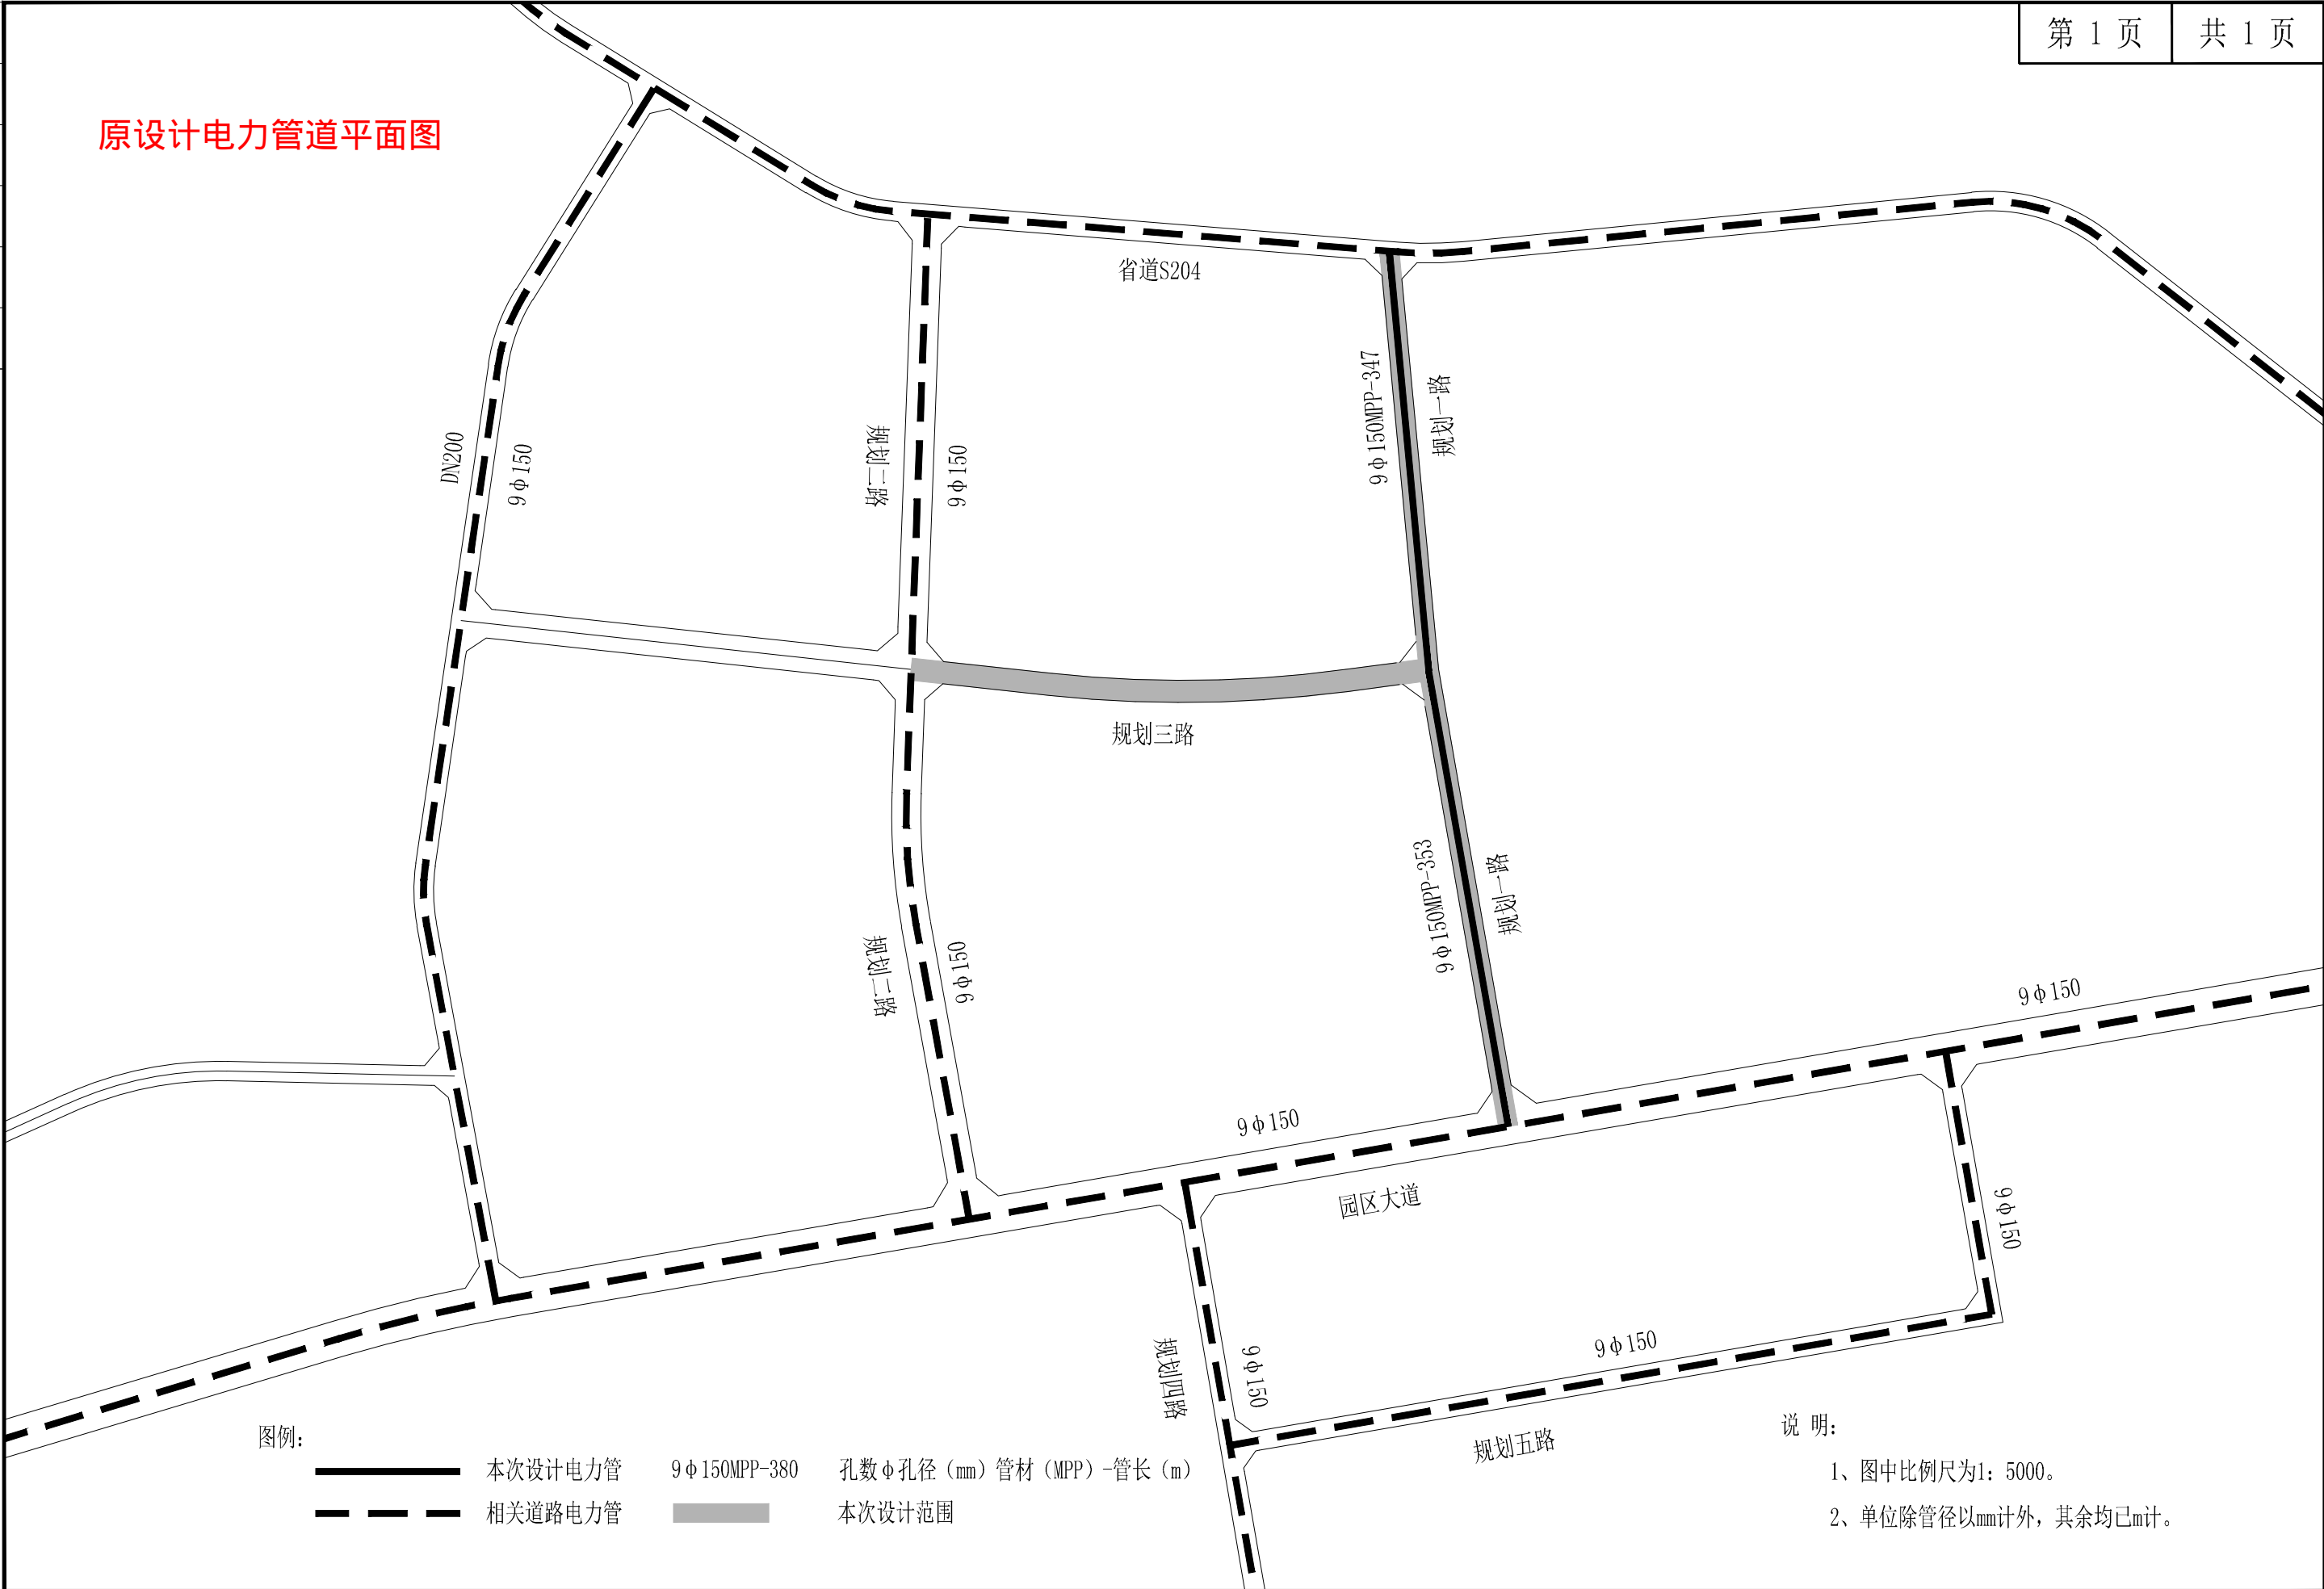 第 1 页
共 1 页
原设计电力管道平面图
省道S204
9φ150MPP-347
规划一路
DN200
9φ150
规划二路
9φ150
规划三路
9φ150MPP-353
规划一路
规划二路
9φ150
9φ150
9φ150
园区大道
9φ150
规划四路
9φ150
9φ150
规划五路
图例:
本次设计电力管
9φ150MPP-380
孔数φ孔径（mm）管材（MPP）-管长（m）
相关道路电力管
本次设计范围
说 明:
1、图中比例尺为1: 5000。
2、单位除管径以mm计外，其余均已m计。